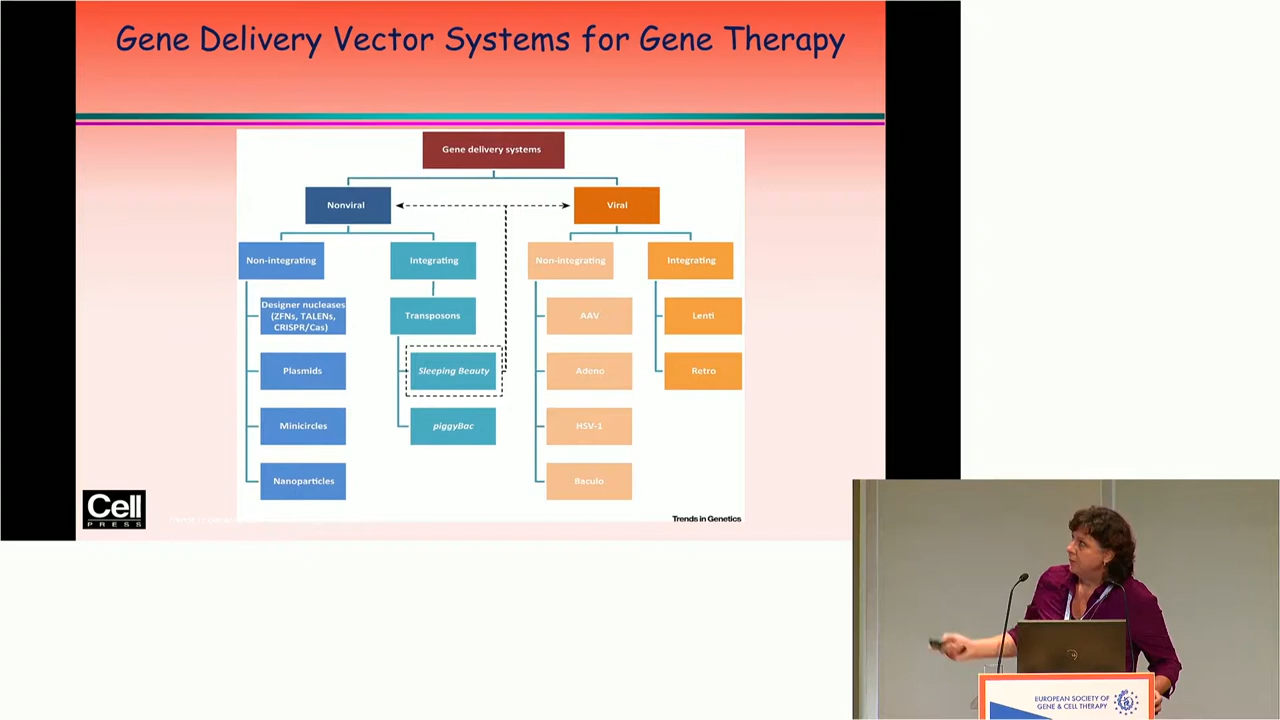 Gene Delivery Vector Systems for Gene Therapy
Gene delivery systems
Nonviral
Viral
Non-integrating
Integrating
Non-integrating
Integrating
Designer nucleases
(ZFNs, TALENs,
CRISPR/Cas)
Transposons
AAV
Lenti
Plasmids
Sleeping Beauty
Adeno
Retro
Minicircles
piggyBac
HSV-1
Nanoparticles
Baculo
Cell
PRESS
Trends in Genetics
EUROPEAN SOCIETY OF
GENE & CELL THERAPY